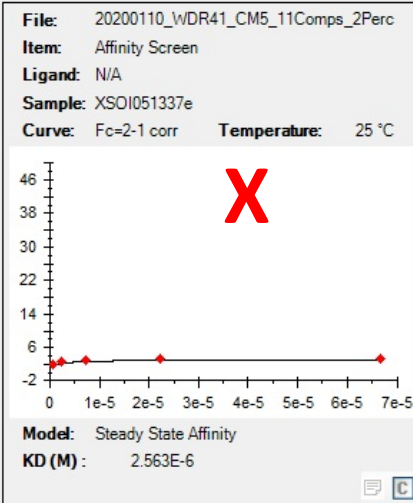 File: 20200110_WDR41_CM5_11Comps_2Perc
Item: Affinity Screen
Ligand: N/A
Sample: XSOI051337e
Curve: Fc=2-1 corr Temperature: 25 °C
X
46
38
30
22
14
6
-2
0 1e-5 2e-5 3e-5 4e-5 5e-5 6e-5 7e-5
Model: Steady State Affinity
KD (M) : 2.563E-6
C